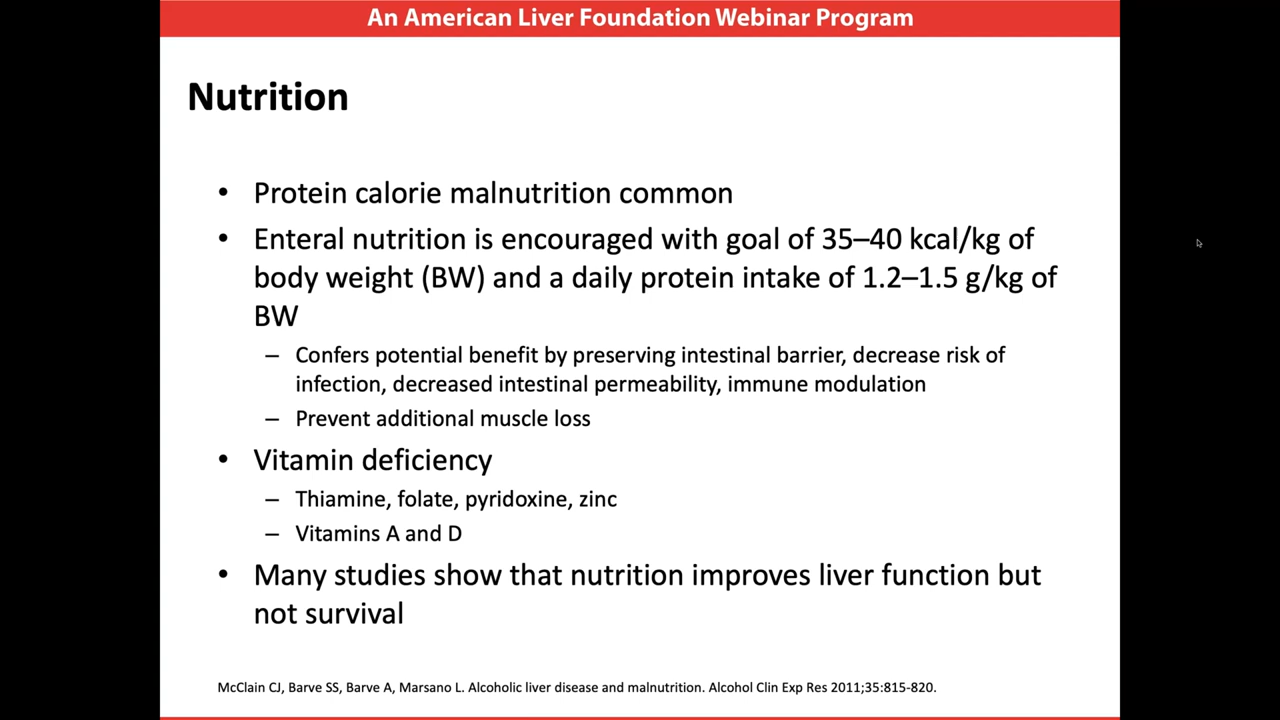 An American Liver Foundation Webinar Program
Nutrition
• Protein calorie malnutrition common
• Enteral nutrition is encouraged with goal of 35–40 kcal/kg of
body weight (BW) and a daily protein intake of 1.2–1.5 g/kg of
BW
– Confers potential benefit by preserving intestinal barrier, decrease risk of
infection, decreased intestinal permeability, immune modulation
– Prevent additional muscle loss
• Vitamin deficiency
– Thiamine, folate, pyridoxine, zinc
– Vitamins A and D
• Many studies show that nutrition improves liver function but
not survival
McClain CJ, Barve SS, Barve A, Marsano L. Alcoholic liver disease and malnutrition. Alcohol Clin Exp Res 2011;35:815-820.